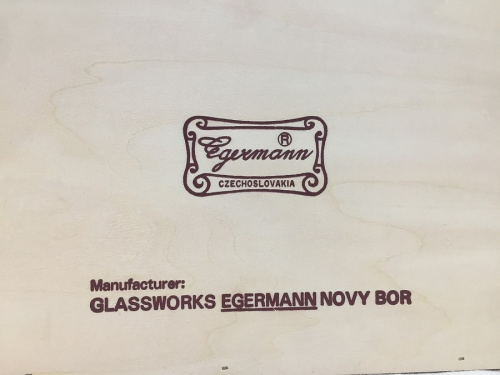 Egermann®
CZECHOSLOVAKIA
Manufacturer:
GLASSWORKS EGERMANN NOVY BOR